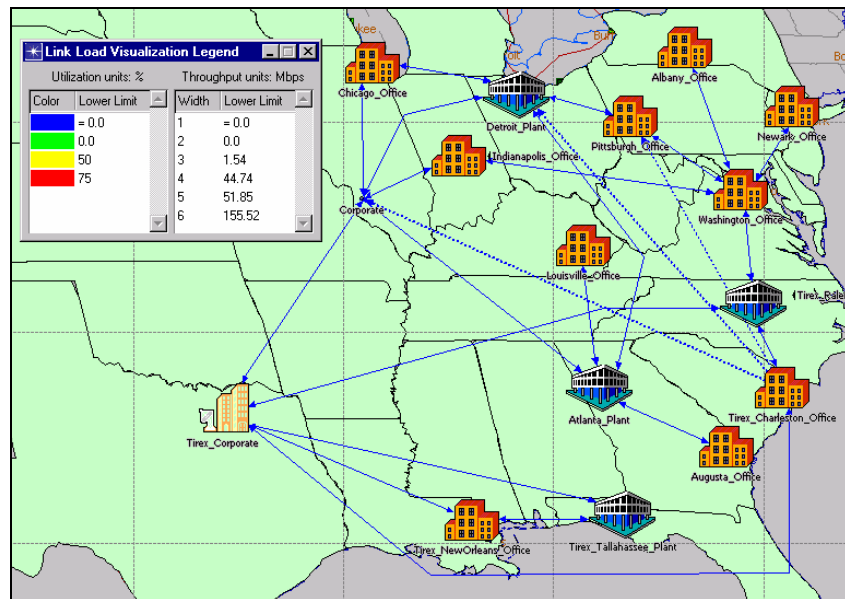 Link Load Visualization Legend
Utilization units: %
Throughput units: Mbps
Color Lower Limit
= 0.0
0.0
50
75
Width Lower Limit
1 = 0.0
2 0.0
3 1.54
4 44.74
5 51.85
6 155.52
Chicago_Office
Detroit_Plant
Albany_Office
Pittsburgh_Office
Newark_Office
Indianapolis_Office
Corporate
Washington_Office
Louisville_Office
Tirex_Corporate
Atlanta_Plant
Tirex_Charleston_Office
Augusta_Office
Tirex_NewOrleans_Office
Tirex_Tallahassee_Plant